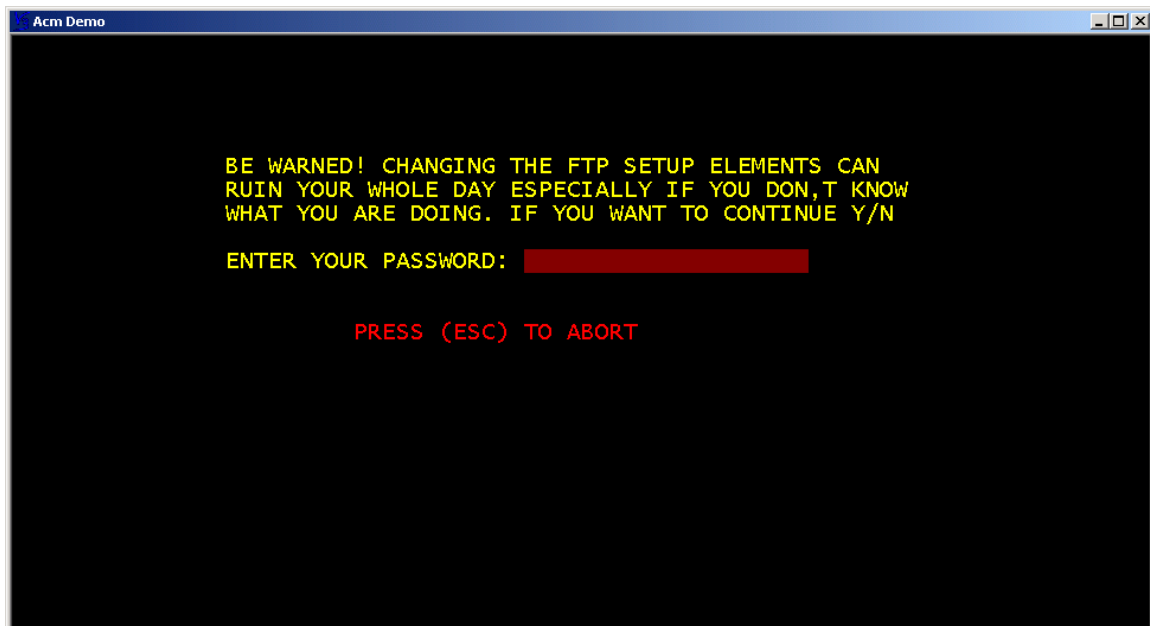 Acm Demo
BE WARNED! CHANGING THE FTP SETUP ELEMENTS CAN
RUIN YOUR WHOLE DAY ESPECIALLY IF YOU DON,T KNOW
WHAT YOU ARE DOING. IF YOU WANT TO CONTINUE Y/N
ENTER YOUR PASSWORD:
PRESS (ESC) TO ABORT